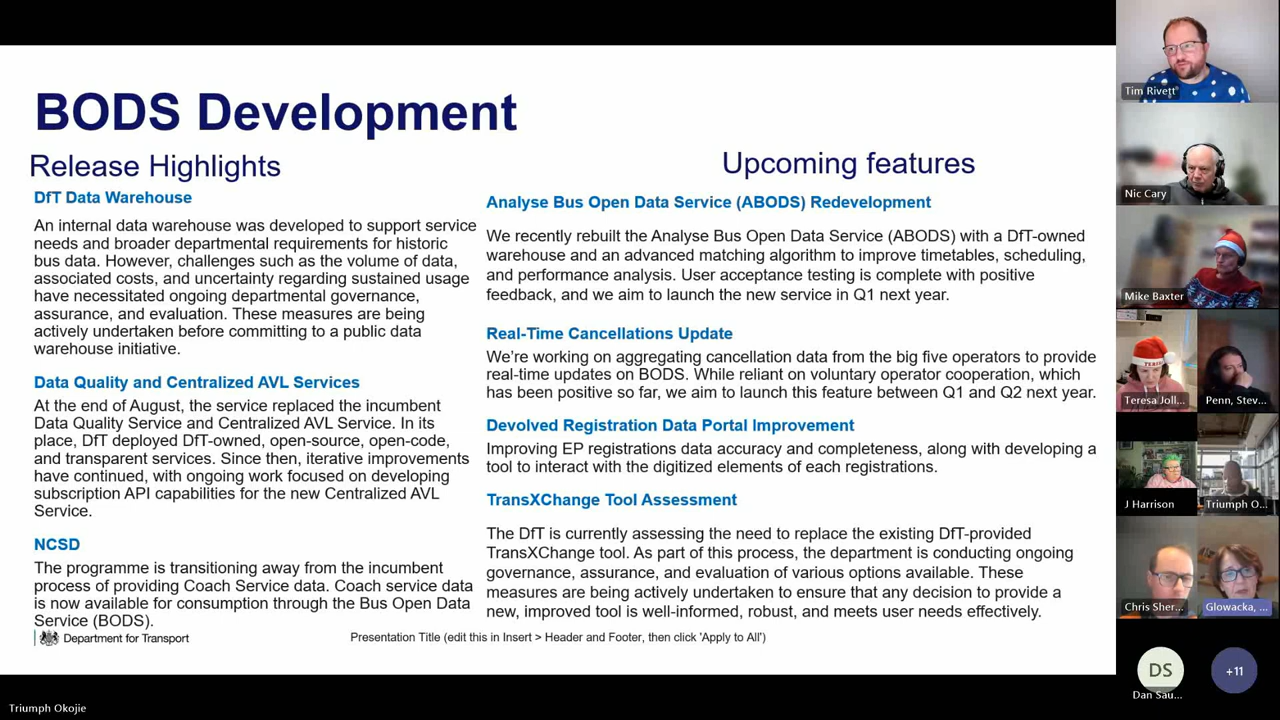 BODS Development
Release Highlights
DfT Data Warehouse
An internal data warehouse was developed to support service
needs and broader departmental requirements for historic
bus data. However, challenges such as the volume of data,
associated costs, and uncertainty regarding sustained usage
have necessitated ongoing departmental governance,
assurance, and evaluation. These measures are being
actively undertaken before committing to a public data
warehouse initiative.
Data Quality and Centralized AVL Services
At the end of August, the service replaced the incumbent
Data Quality Service and Centralized AVL Service. In its
place, DfT deployed DfT-owned, open-source, open-code,
and transparent services. Since then, iterative improvements
have continued, with ongoing work focused on developing
subscription API capabilities for the new Centralized AVL
Service.
NCSD
The programme is transitioning away from the incumbent
process of providing Coach Service data. Coach service data
is now available for consumption through the Bus Open Data
Service (BODS).
Upcoming features
Analyse Bus Open Data Service (ABODS) Redevelopment
We recently rebuilt the Analyse Bus Open Data Service (ABODS) with a DfT-owned
warehouse and an advanced matching algorithm to improve timetables, scheduling,
and performance analysis. User acceptance testing is complete with positive
feedback, and we aim to launch the new service in Q1 next year.
Real-Time Cancellations Update
We're working on aggregating cancellation data from the big five operators to provide
real-time updates on BODS. While reliant on voluntary operator cooperation, which
has been positive so far, we aim to launch this feature between Q1 and Q2 next year.
Devolved Registration Data Portal Improvement
Improving EP registrations data accuracy and completeness, along with developing a
tool to interact with the digitized elements of each registrations.
TransXChange Tool Assessment
The DfT is currently assessing the need to replace the existing DfT-provided
TransXChange tool. As part of this process, the department is conducting ongoing
governance, assurance, and evaluation of various options available. These
measures are being actively undertaken to ensure that any decision to provide a
new, improved tool is well-informed, robust, and meets user needs effectively.
Department for Transport
Presentation Title (edit this in Insert > Header and Footer, then click 'Apply to All')
Triumph Okojie
Tim Rivett
Nic Cary
Mike Baxter
Teresa Joll...
Penn, Stev...
J Harrison
Triumph O...
Chris Sher...
Glowacka, ...
DS
Dan Sau...
+11